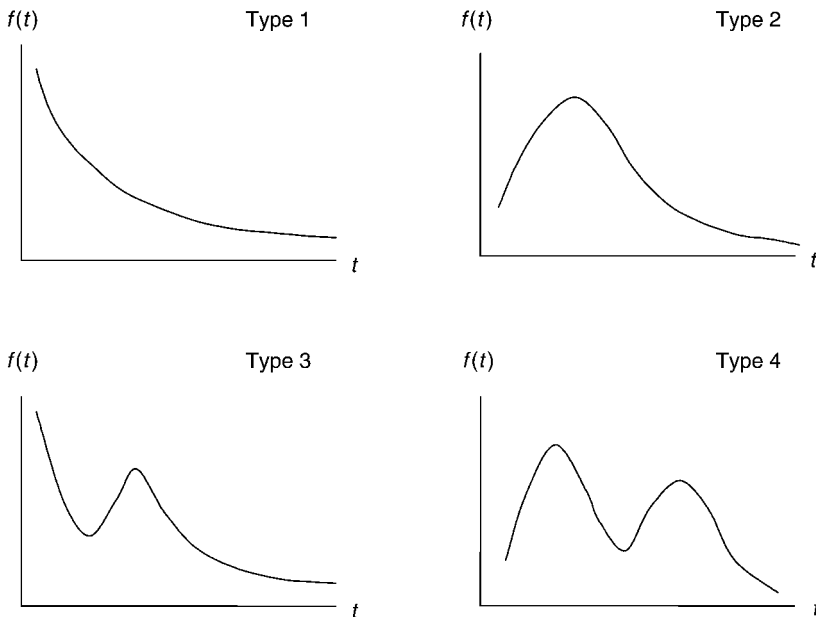 f(t) Type 1
t
f(t) Type 2
t
f(t) Type 3
t
f(t) Type 4
t